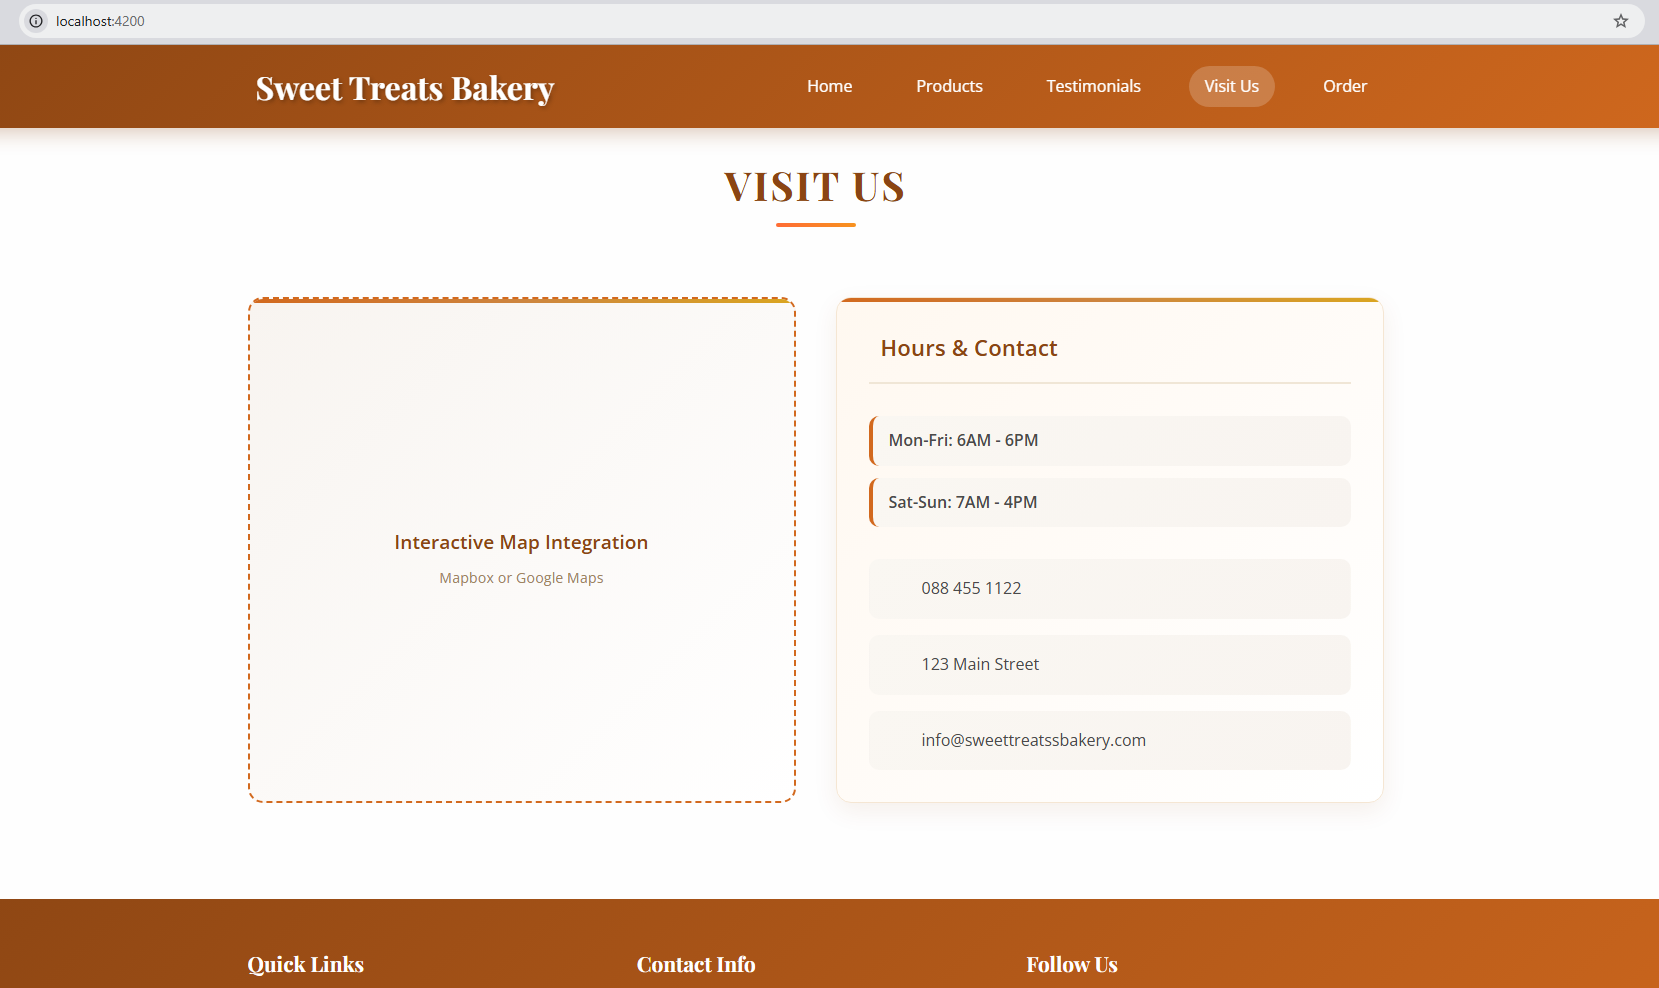 localhost:4200
Sweet Treats Bakery
Home Products Testimonials Visit Us Order
VISIT US
Interactive Map Integration
Mapbox or Google Maps
Hours & Contact
Mon-Fri: 6AM - 6PM
Sat-Sun: 7AM - 4PM
088 455 1122
123 Main Street
info@sweettreatssbakery.com
Quick Links
Contact Info
Follow Us